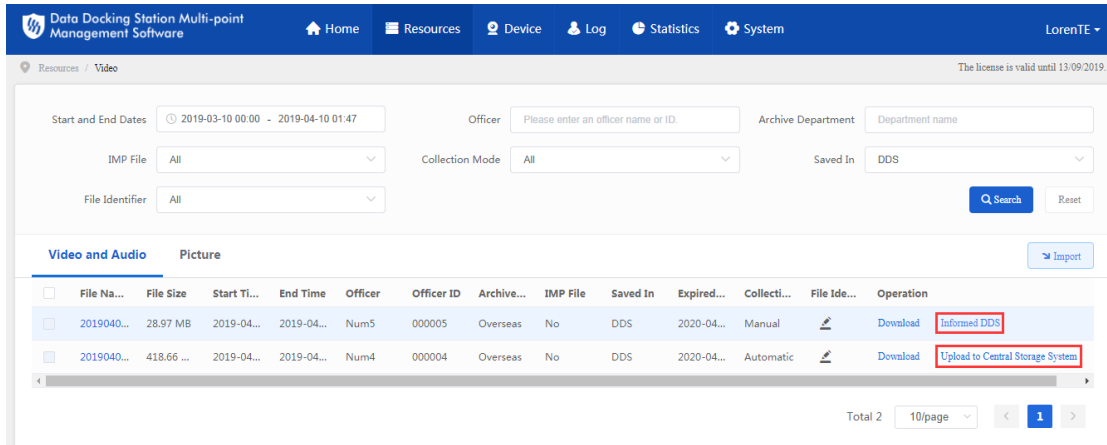 Data Docking Station Multi-point
Management Software
Home
Resources
Device
Log
Statistics
System
LorenTE
Resources / Video
The license is valid until 13/09/2019.
Start and End Dates 2019-03-10 00:00 - 2019-04-10 01:47 Officer Please enter an officer name or ID. Archive Department Department name
IMP File All Collection Mode All Saved In DDS
File Identifier All Search Reset
Video and Audio Picture Import
File Na... File Size Start Ti... End Time Officer Officer ID Archive... IMP File Saved In Expired... Collecti... File Ide... Operation
2019040... 28.97 MB 2019-04... 2019-04... Num5 000005 Overseas No DDS 2020-04... Manual Download Informed DDS
2019040... 418.66 ... 2019-04... 2019-04... Num4 000004 Overseas No DDS 2020-04... Automatic Download Upload to Central Storage System
Total 2 10/page < 1 >